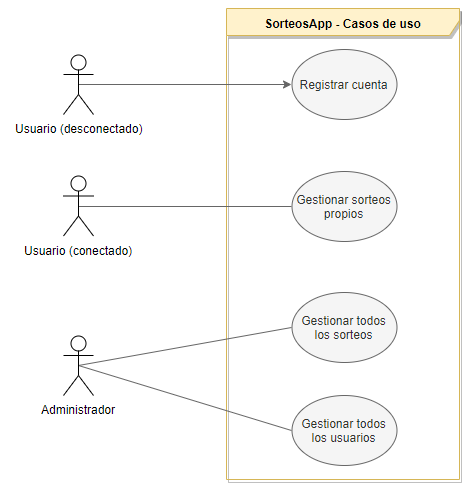 SorteosApp - Casos de uso
Registrar cuenta
Usuario (desconectado)
Gestionar sorteos
propios
Usuario (conectado)
Gestionar todos
los sorteos
Administrador
Gestionar todos
los usuarios